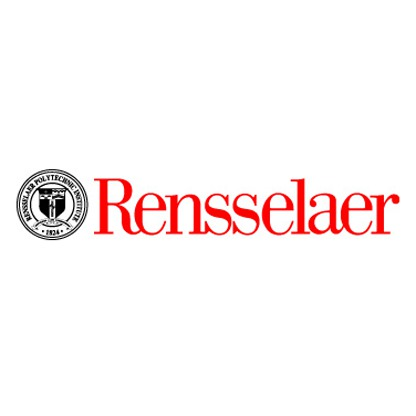 RENSSELAER POLYTECHNIC INSTITUTE
1824
Rensselaer